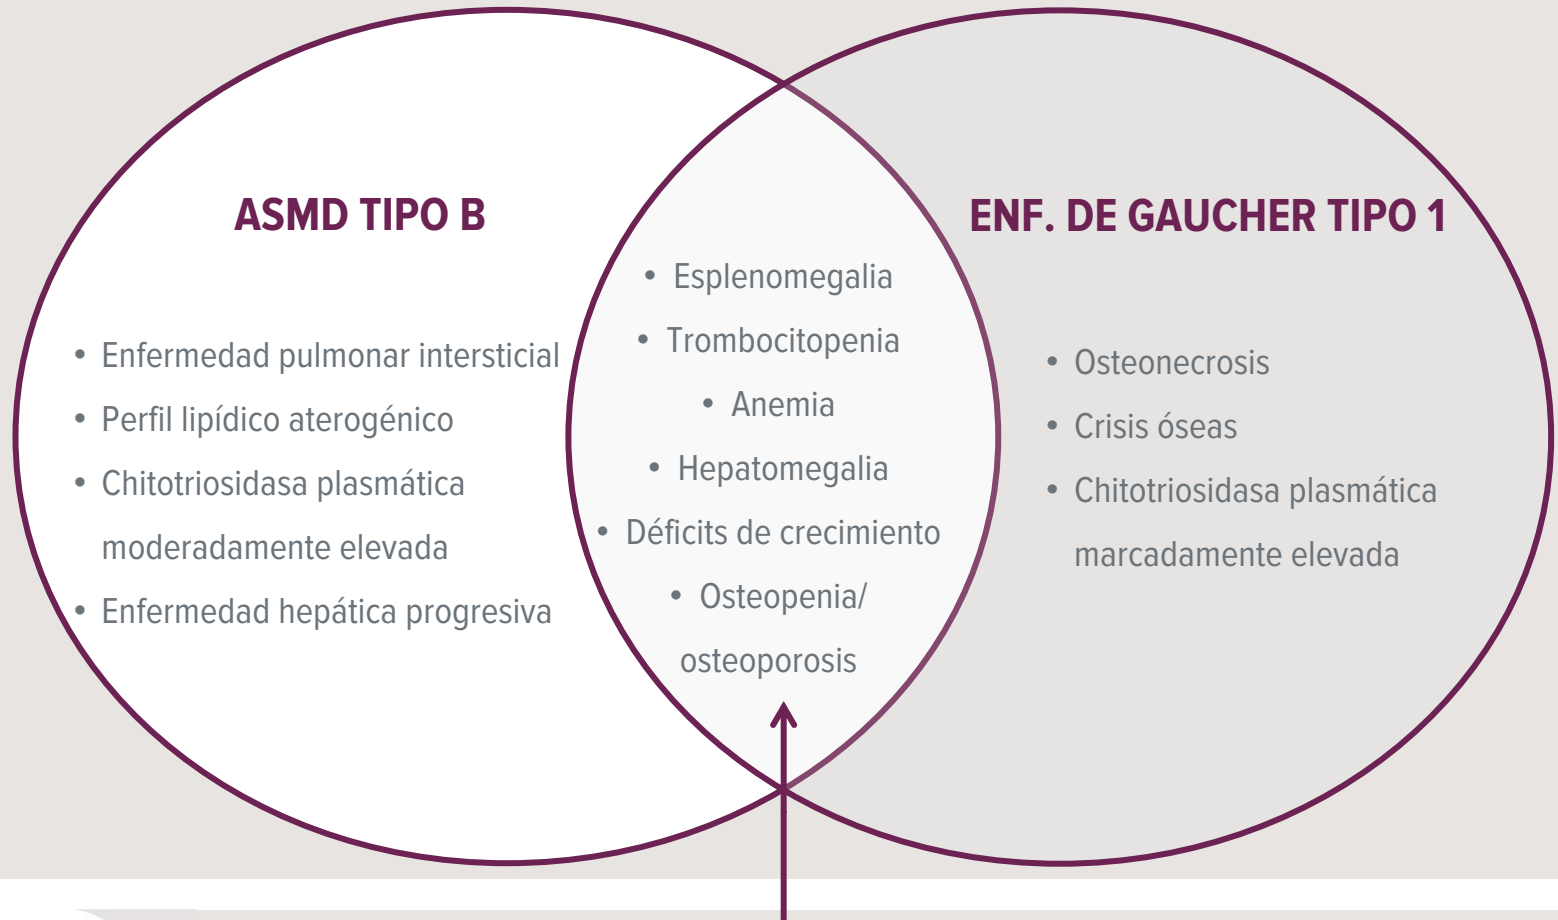 ASMD TIPO B
• Enfermedad pulmonar intersticial
• Perfil lipídico aterogénico
• Chitotriosidasa plasmática
moderadamente elevada
• Enfermedad hepática progresiva
• Esplenomegalia
• Trombocitopenia
• Anemia
• Hepatomegalia
• Déficits de crecimiento
• Osteopenia/
osteoporosis
ENF. DE GAUCHER TIPO 1
• Osteonecrosis
• Crisis óseas
• Chitotriosidasa plasmática
marcadamente elevada